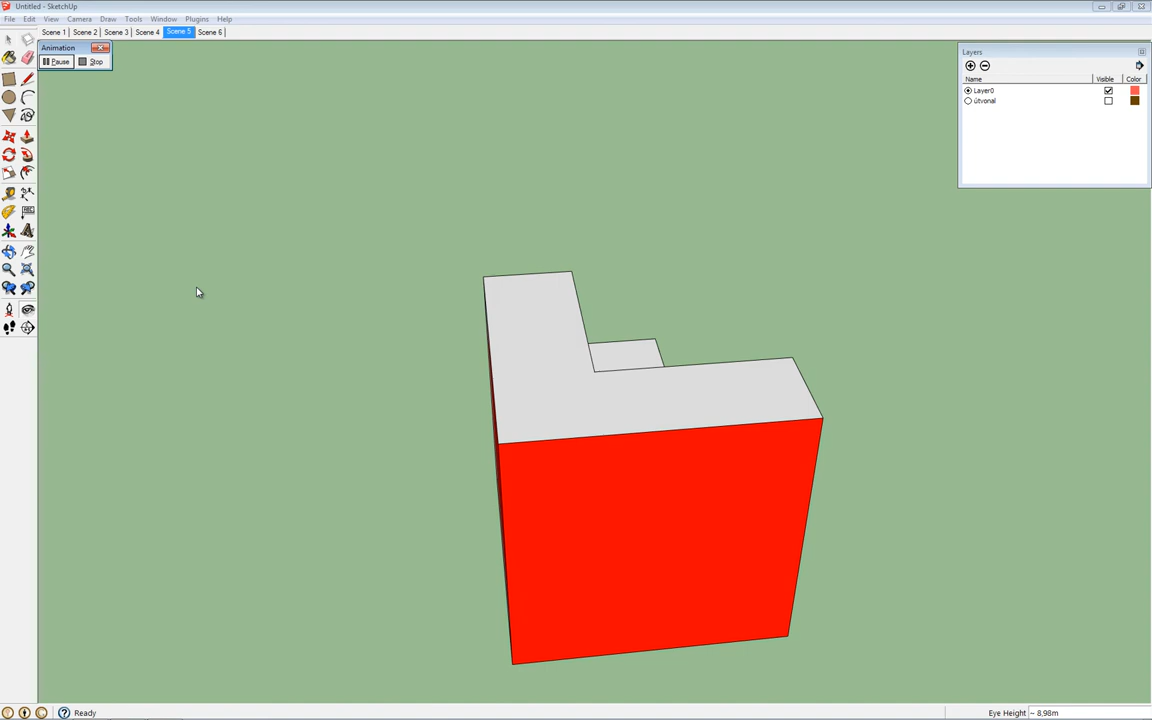 Untitled - SketchUp
File Edit View Camera Draw Tools Window Plugins Help
Scene 1 Scene 2 Scene 3 Scene 4 Scene 5 Scene 6
Animation
Pause Stop
Layers
Name Visible Color
Layer0
útvonal
ABC
Ready
Eye Height ~ 8,98m